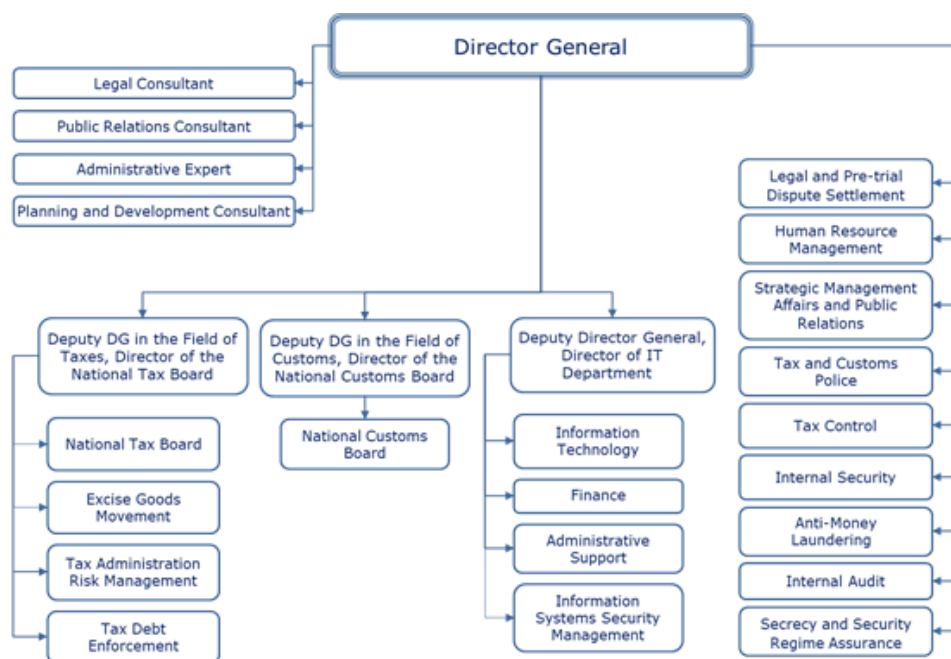 Director General
Legal Consultant
Public Relations Consultant
Administrative Expert
Planning and Development Consultant
Legal and Pre-trial
Dispute Settlement
Human Resource
Management
Strategic Management
Affairs and Public
Relations
Tax and Customs
Police
Tax Control
Internal Security
Anti-Money
Laundering
Internal Audit
Secrecy and Security
Regime Assurance
Deputy DG in the Field of
Taxes, Director of the
National Tax Board
National Tax Board
Excise Goods
Movement
Tax Administration
Risk Management
Tax Debt
Enforcement
Deputy DG in the Field of
Customs, Director of the
National Customs Board
National Customs
Board
Deputy Director General,
Director of IT
Department
Information
Technology
Finance
Administrative
Support
Information
Systems Security
Management